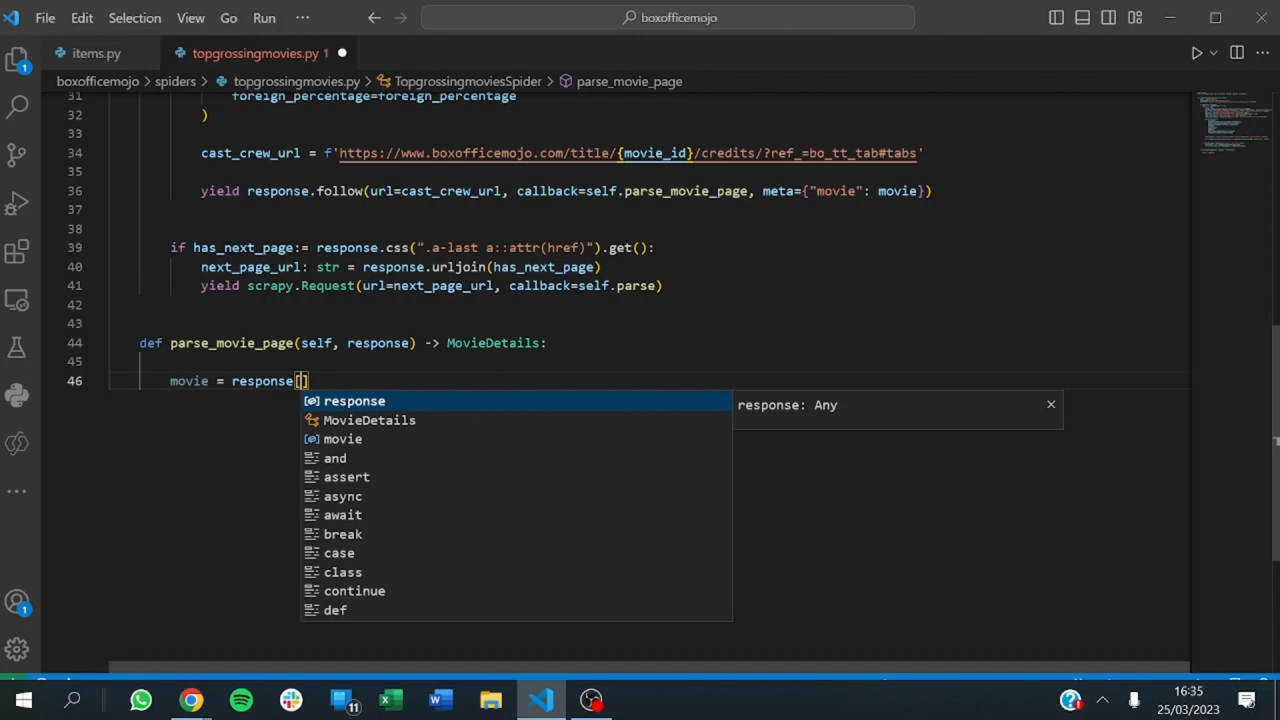 File Edit Selection View Go Run ··· boxofficemojo
items.py topgrossingmovies.py 1
boxofficemojo > spiders > topgrossingmovies.py > TopgrossingmoviesSpider > parse_movie_page
31 foreign_percentage=foreign_percentage
32 )
33
34 cast_crew_url = f'https://www.boxofficemojo.com/title/{movie_id}/credits/?ref_=bo_tt_tab#tabs'
35
36 yield response.follow(url=cast_crew_url, callback=self.parse_movie_page, meta={"movie": movie})
37
38
39 if has_next_page:= response.css(".a-last a::attr(href)").get():
40 next_page_url: str = response.urljoin(has_next_page)
41 yield scrapy.Request(url=next_page_url, callback=self.parse)
42
43
44 def parse_movie_page(self, response) -> MovieDetails:
45
46 movie = response[]
response
response: Any
MovieDetails
movie
and
assert
async
await
break
case
class
continue
def
1
1
11
16:35
25/03/2023